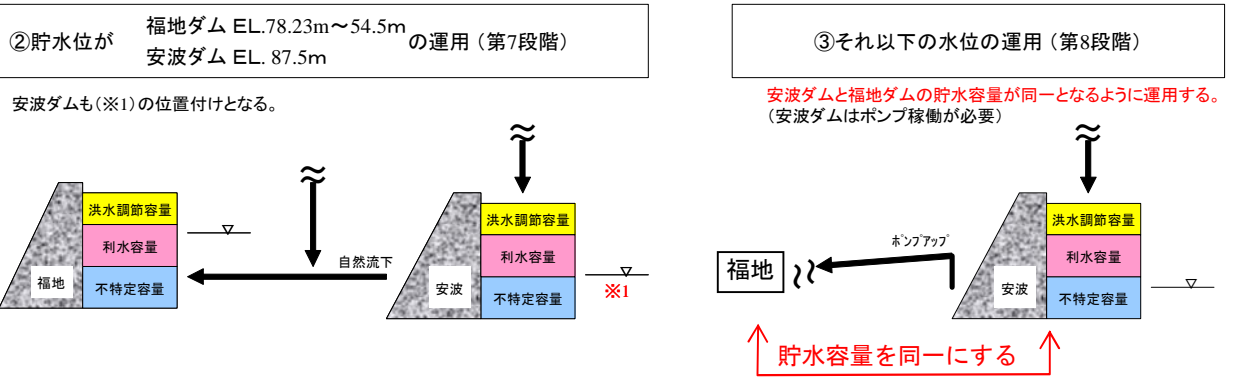 ②貯水位が 福地ダム EL.78.23m～54.5m の運用（第7段階）
安波ダム EL. 87.5m
安波ダムも(※1)の位置付けとなる。
洪水調節容量
利水容量
不特定容量
福地
自然流下
洪水調節容量
利水容量
不特定容量
安波
※1
③それ以下の水位の運用（第8段階）
安波ダムと福地ダムの貯水容量が同一となるように運用する。
（安波ダムはポンプ稼働が必要）
福地
ﾎﾟﾝﾌﾟｱｯﾌﾟ
洪水調節容量
利水容量
不特定容量
安波
貯水容量を同一にする